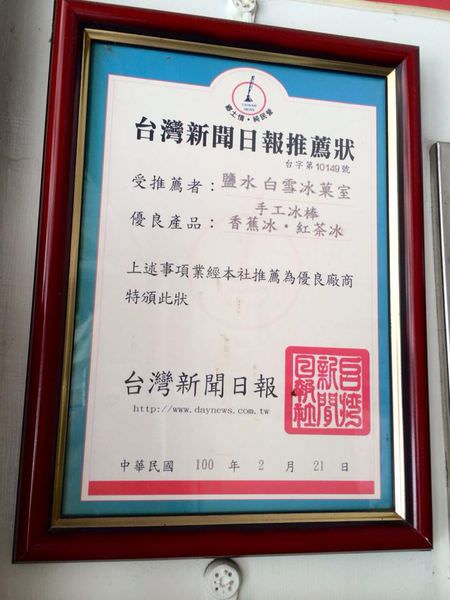 TAIWAN
NEWS
鄉土情・純民營
台灣新聞日報推薦狀
台字第10149號
受推薦者：鹽水 白雪冰菓室
手工冰棒
優良產品：香蕉冰・紅茶冰
上述事項業經本社推薦為優良廠商
特頒此狀
台灣新聞日報
http://www.daynews.com.tw
台灣
新聞
日報社
中華民國 100 年 2 月 21 日